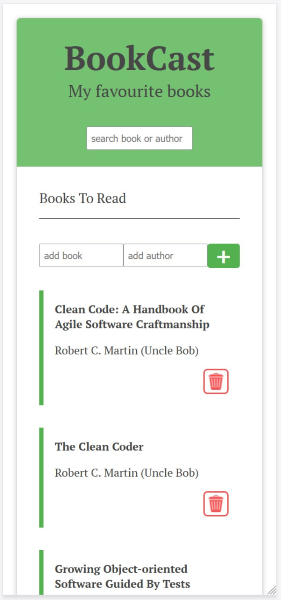 BookCast
My favourite books
search book or author
Books To Read
add book add author +
Clean Code: A Handbook Of
Agile Software Craftmanship
Robert C. Martin (Uncle Bob)
The Clean Coder
Robert C. Martin (Uncle Bob)
Growing Object-oriented
Software Guided By Tests